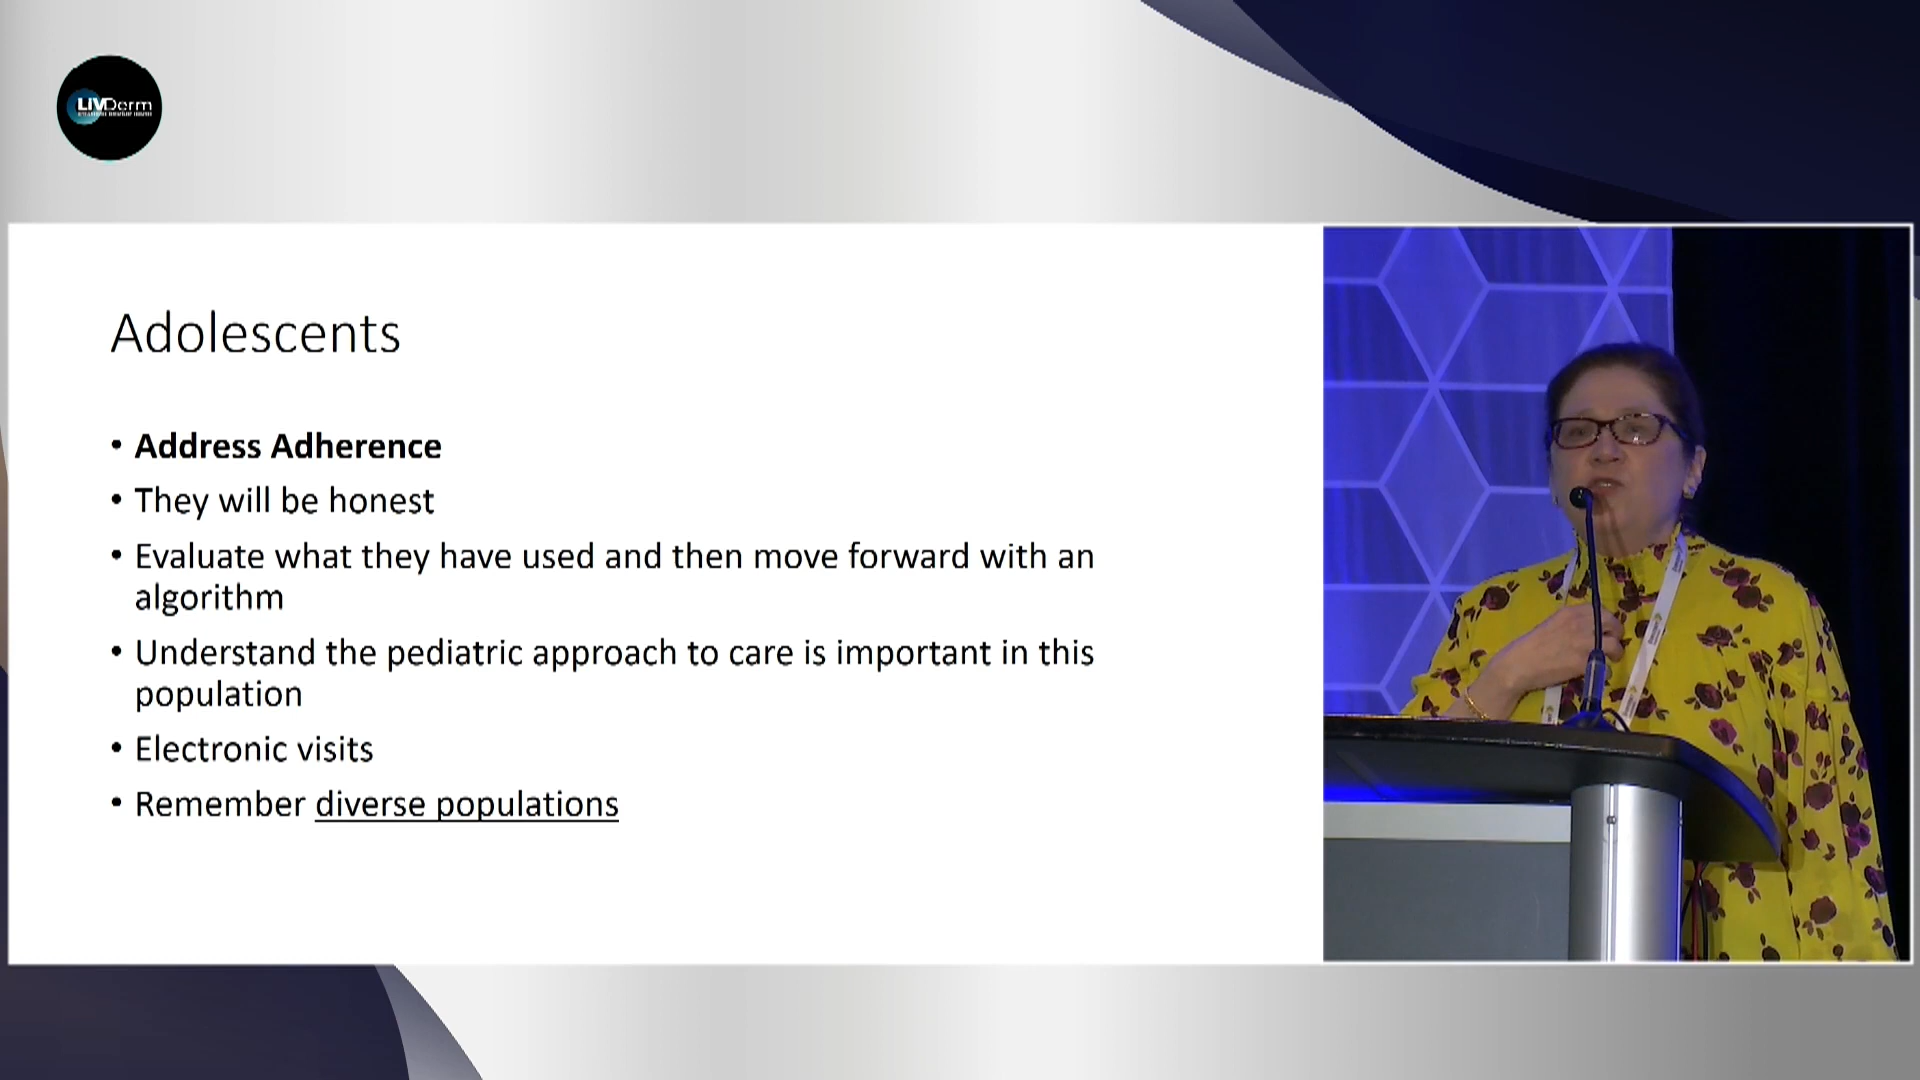 LIVDerm
Adolescents
• Address Adherence
• They will be honest
• Evaluate what they have used and then move forward with an
algorithm
• Understand the pediatric approach to care is important in this
population
• Electronic visits
• Remember diverse populations